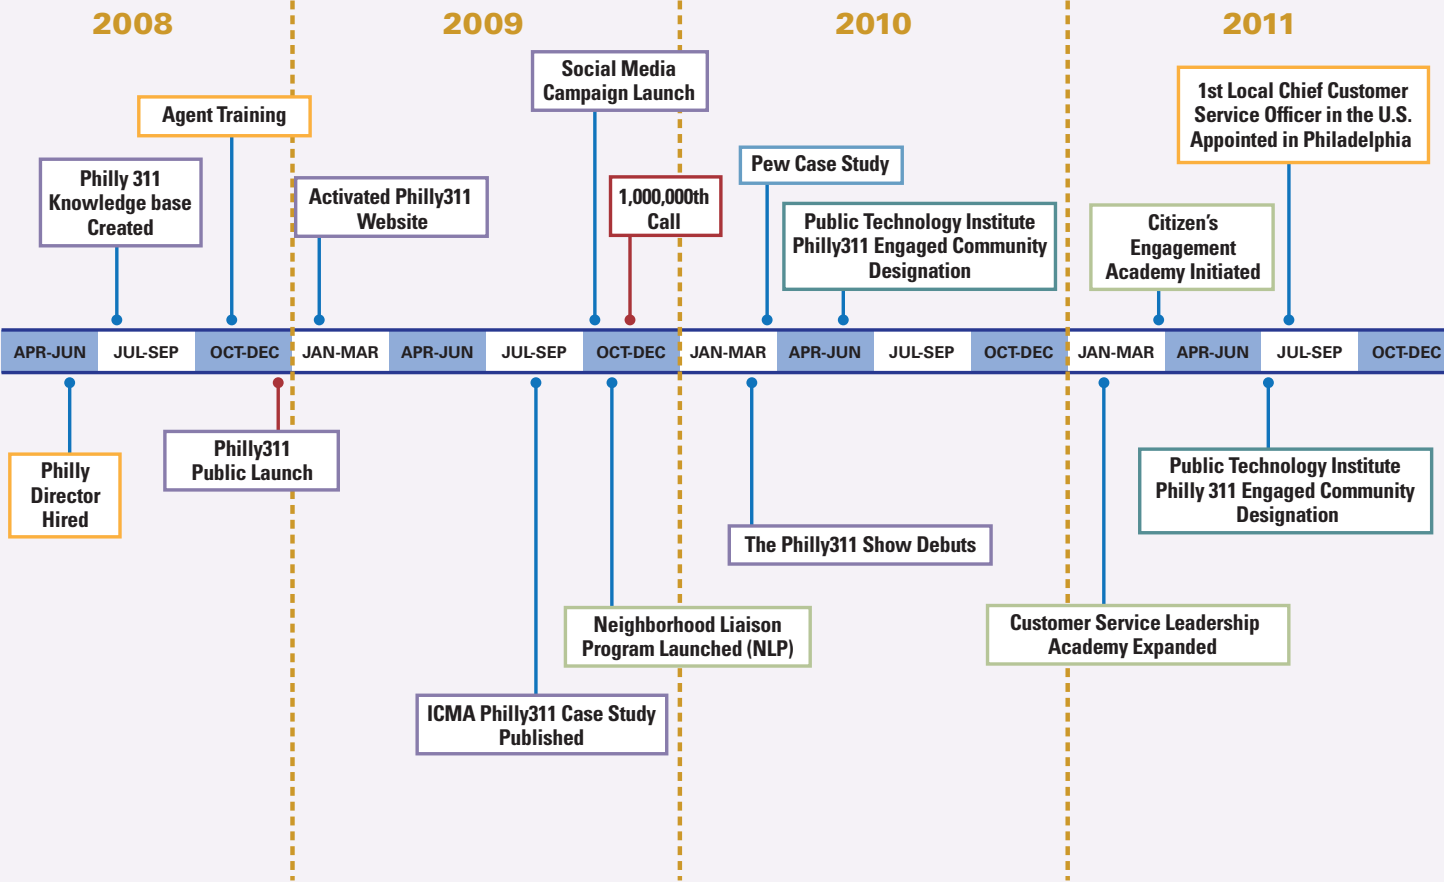 2008
2009
2010
2011
Social Media
Campaign Launch
1st Local Chief Customer
Service Officer in the U.S.
Appointed in Philadelphia
Agent Training
Pew Case Study
Philly 311
Knowledge base
Created
Activated Philly311
Website
1,000,000th
Call
Public Technology Institute
Philly311 Engaged Community
Designation
Citizen’s
Engagement
Academy Initiated
APR-JUN
JUL-SEP
OCT-DEC
JAN-MAR
APR-JUN
JUL-SEP
OCT-DEC
JAN-MAR
APR-JUN
JUL-SEP
OCT-DEC
JAN-MAR
APR-JUN
JUL-SEP
OCT-DEC
Philly
Director
Hired
Philly311
Public Launch
Public Technology Institute
Philly 311 Engaged Community
Designation
The Philly311 Show Debuts
Neighborhood Liaison
Program Launched (NLP)
Customer Service Leadership
Academy Expanded
ICMA Philly311 Case Study
Published